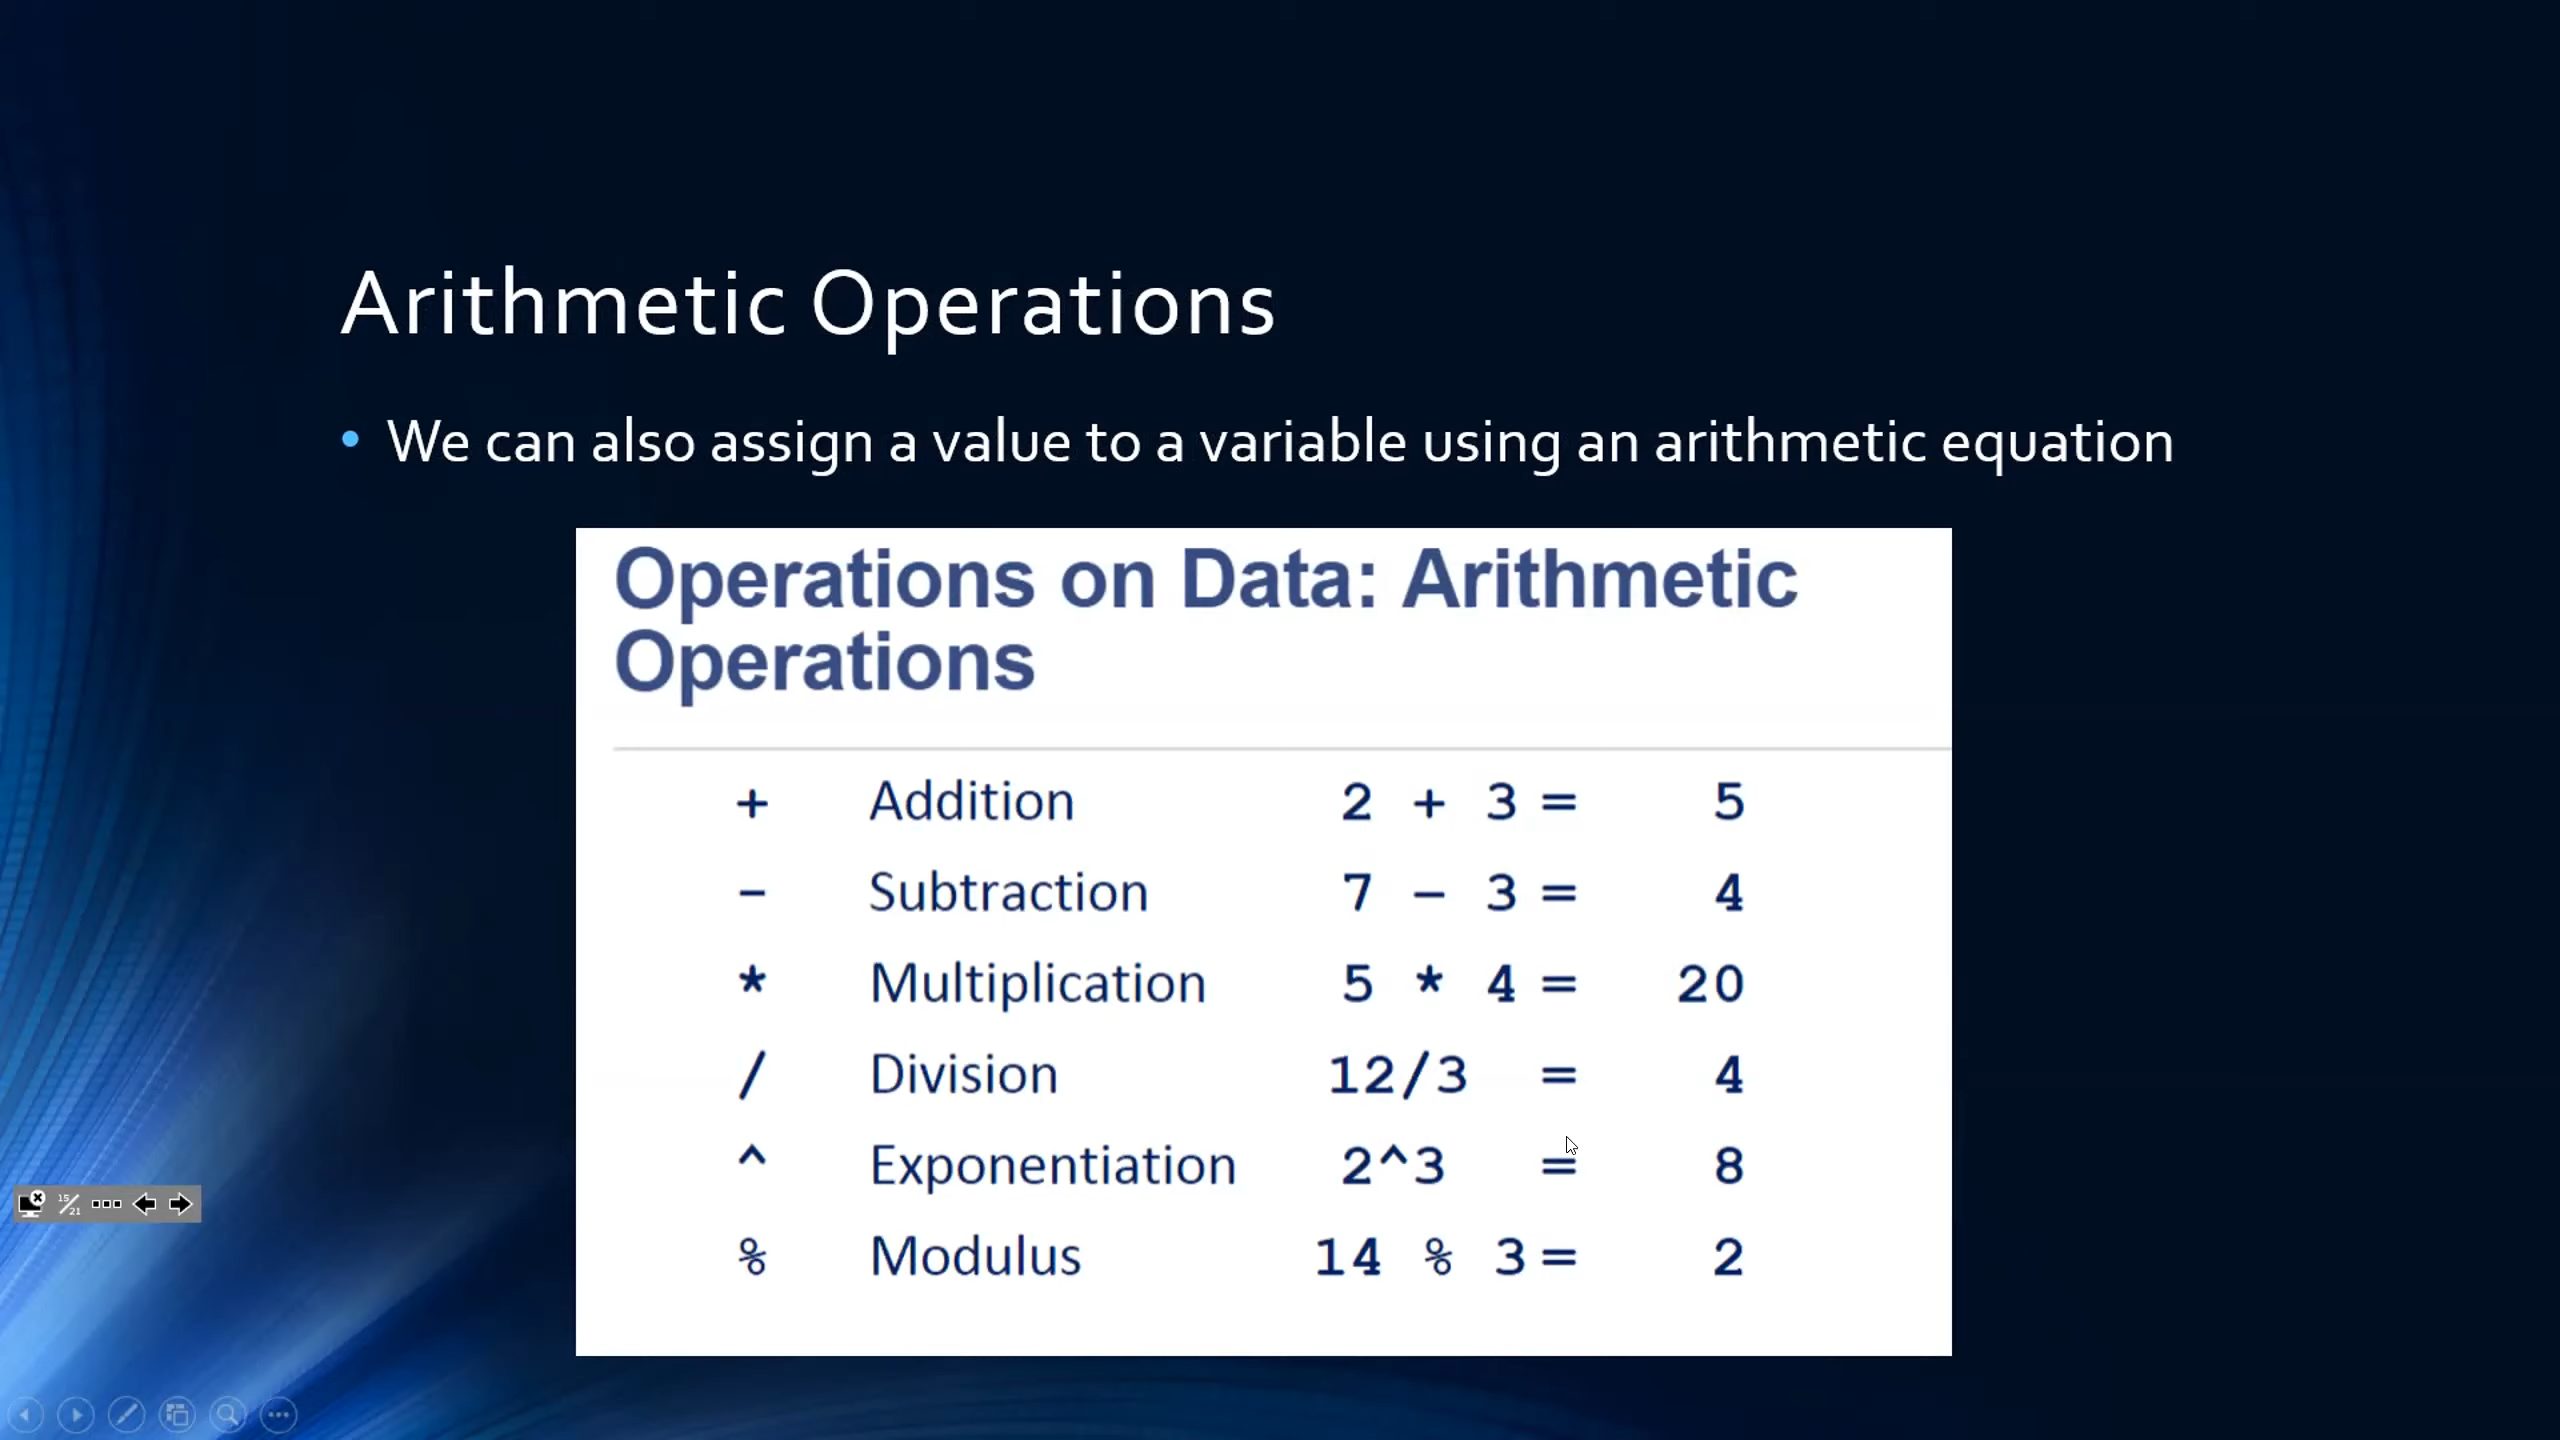 Arithmetic Operations
• We can also assign a value to a variable using an arithmetic equation
Operations on Data: Arithmetic
Operations
+ Addition 2 + 3 = 5
- Subtraction 7 - 3 = 4
* Multiplication 5 * 4 = 20
/ Division 12/3 = 4
^ Exponentiation 2^3 = 8
% Modulus 14 % 3 = 2
15/21